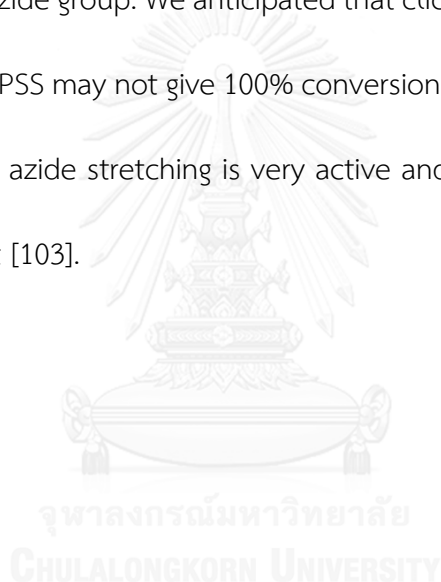 azide group. We anticipated that clic
PSS may not give 100% conversion
azide stretching is very active and
[103].
จุฬาลงกรณ์มหาวิทยาลัย
CHULALONGKORN UNIVERSITY